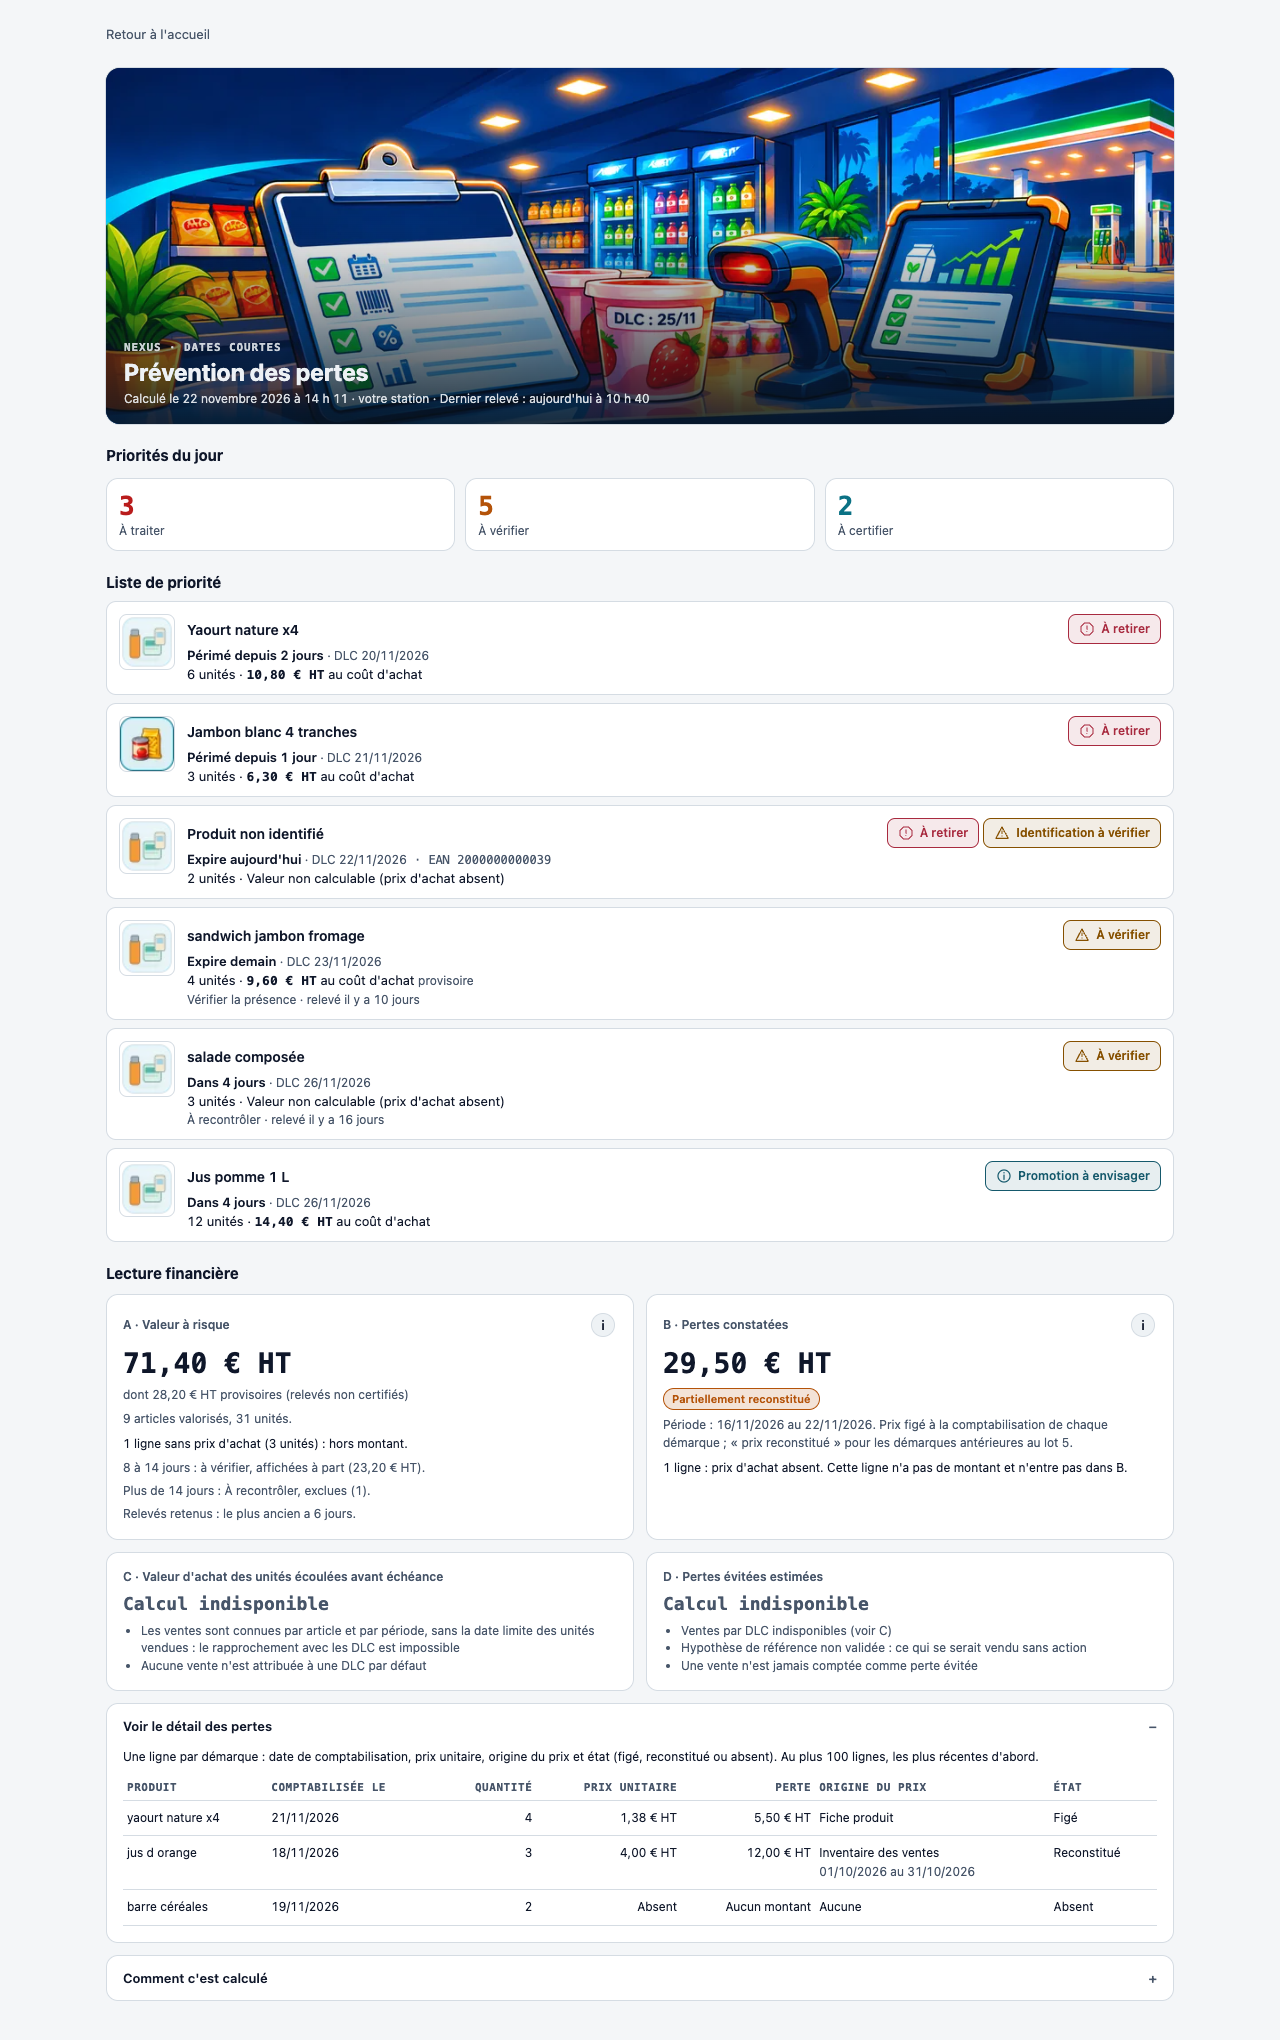 Retour à l'accueil
DLC : 25/11
NEXUS · DATES COURTES
Prévention des pertes
Calculé le 22 novembre 2026 à 14 h 11 · votre station · Dernier relevé : aujourd'hui à 10 h 40
Priorités du jour
3
À traiter
5
À vérifier
2
À certifier
Liste de priorité
Yaourt nature x4
À retirer
Périmé depuis 2 jours · DLC 20/11/2026
6 unités · 10,80 € HT au coût d'achat
Jambon blanc 4 tranches
À retirer
Périmé depuis 1 jour · DLC 21/11/2026
3 unités · 6,30 € HT au coût d'achat
Produit non identifié
À retirer
Identification à vérifier
Expire aujourd'hui · DLC 22/11/2026 · EAN 2000000000039
2 unités · Valeur non calculable (prix d'achat absent)
sandwich jambon fromage
À vérifier
Expire demain · DLC 23/11/2026
4 unités · 9,60 € HT au coût d'achat provisoire
Vérifier la présence · relevé il y a 10 jours
salade composée
À vérifier
Dans 4 jours · DLC 26/11/2026
3 unités · Valeur non calculable (prix d'achat absent)
À recontrôler · relevé il y a 16 jours
Jus pomme 1 L
Promotion à envisager
Dans 4 jours · DLC 26/11/2026
12 unités · 14,40 € HT au coût d'achat
Lecture financière
A · Valeur à risque
i
71,40 € HT
dont 28,20 € HT provisoires (relevés non certifiés)
9 articles valorisés, 31 unités.
1 ligne sans prix d'achat (3 unités) : hors montant.
8 à 14 jours : à vérifier, affichées à part (23,20 € HT).
Plus de 14 jours : À recontrôler, exclues (1).
Relevés retenus : le plus ancien a 6 jours.
B · Pertes constatées
i
29,50 € HT
Partiellement reconstitué
Période : 16/11/2026 au 22/11/2026. Prix figé à la comptabilisation de chaque
démarque ; « prix reconstitué » pour les démarques antérieures au lot 5.
1 ligne : prix d'achat absent. Cette ligne n'a pas de montant et n'entre pas dans B.
C · Valeur d'achat des unités écoulées avant échéance
Calcul indisponible
• Les ventes sont connues par article et par période, sans la date limite des unités
vendues : le rapprochement avec les DLC est impossible
• Aucune vente n'est attribuée à une DLC par défaut
D · Pertes évitées estimées
Calcul indisponible
• Ventes par DLC indisponibles (voir C)
• Hypothèse de référence non validée : ce qui se serait vendu sans action
• Une vente n'est jamais comptée comme perte évitée
Voir le détail des pertes –
Une ligne par démarque : date de comptabilisation, prix unitaire, origine du prix et état (figé, reconstitué ou absent). Au plus 100 lignes, les plus récentes d'abord.
PRODUIT COMPTABILISÉE LE QUANTITÉ PRIX UNITAIRE PERTE ORIGINE DU PRIX ÉTAT
yaourt nature x4 21/11/2026 4 1,38 € HT 5,50 € HT Fiche produit Figé
jus d orange 18/11/2026 3 4,00 € HT 12,00 € HT Inventaire des ventes Reconstitué
01/10/2026 au 31/10/2026
barre céréales 19/11/2026 2 Absent Aucun montant Aucune Absent
Comment c'est calculé +